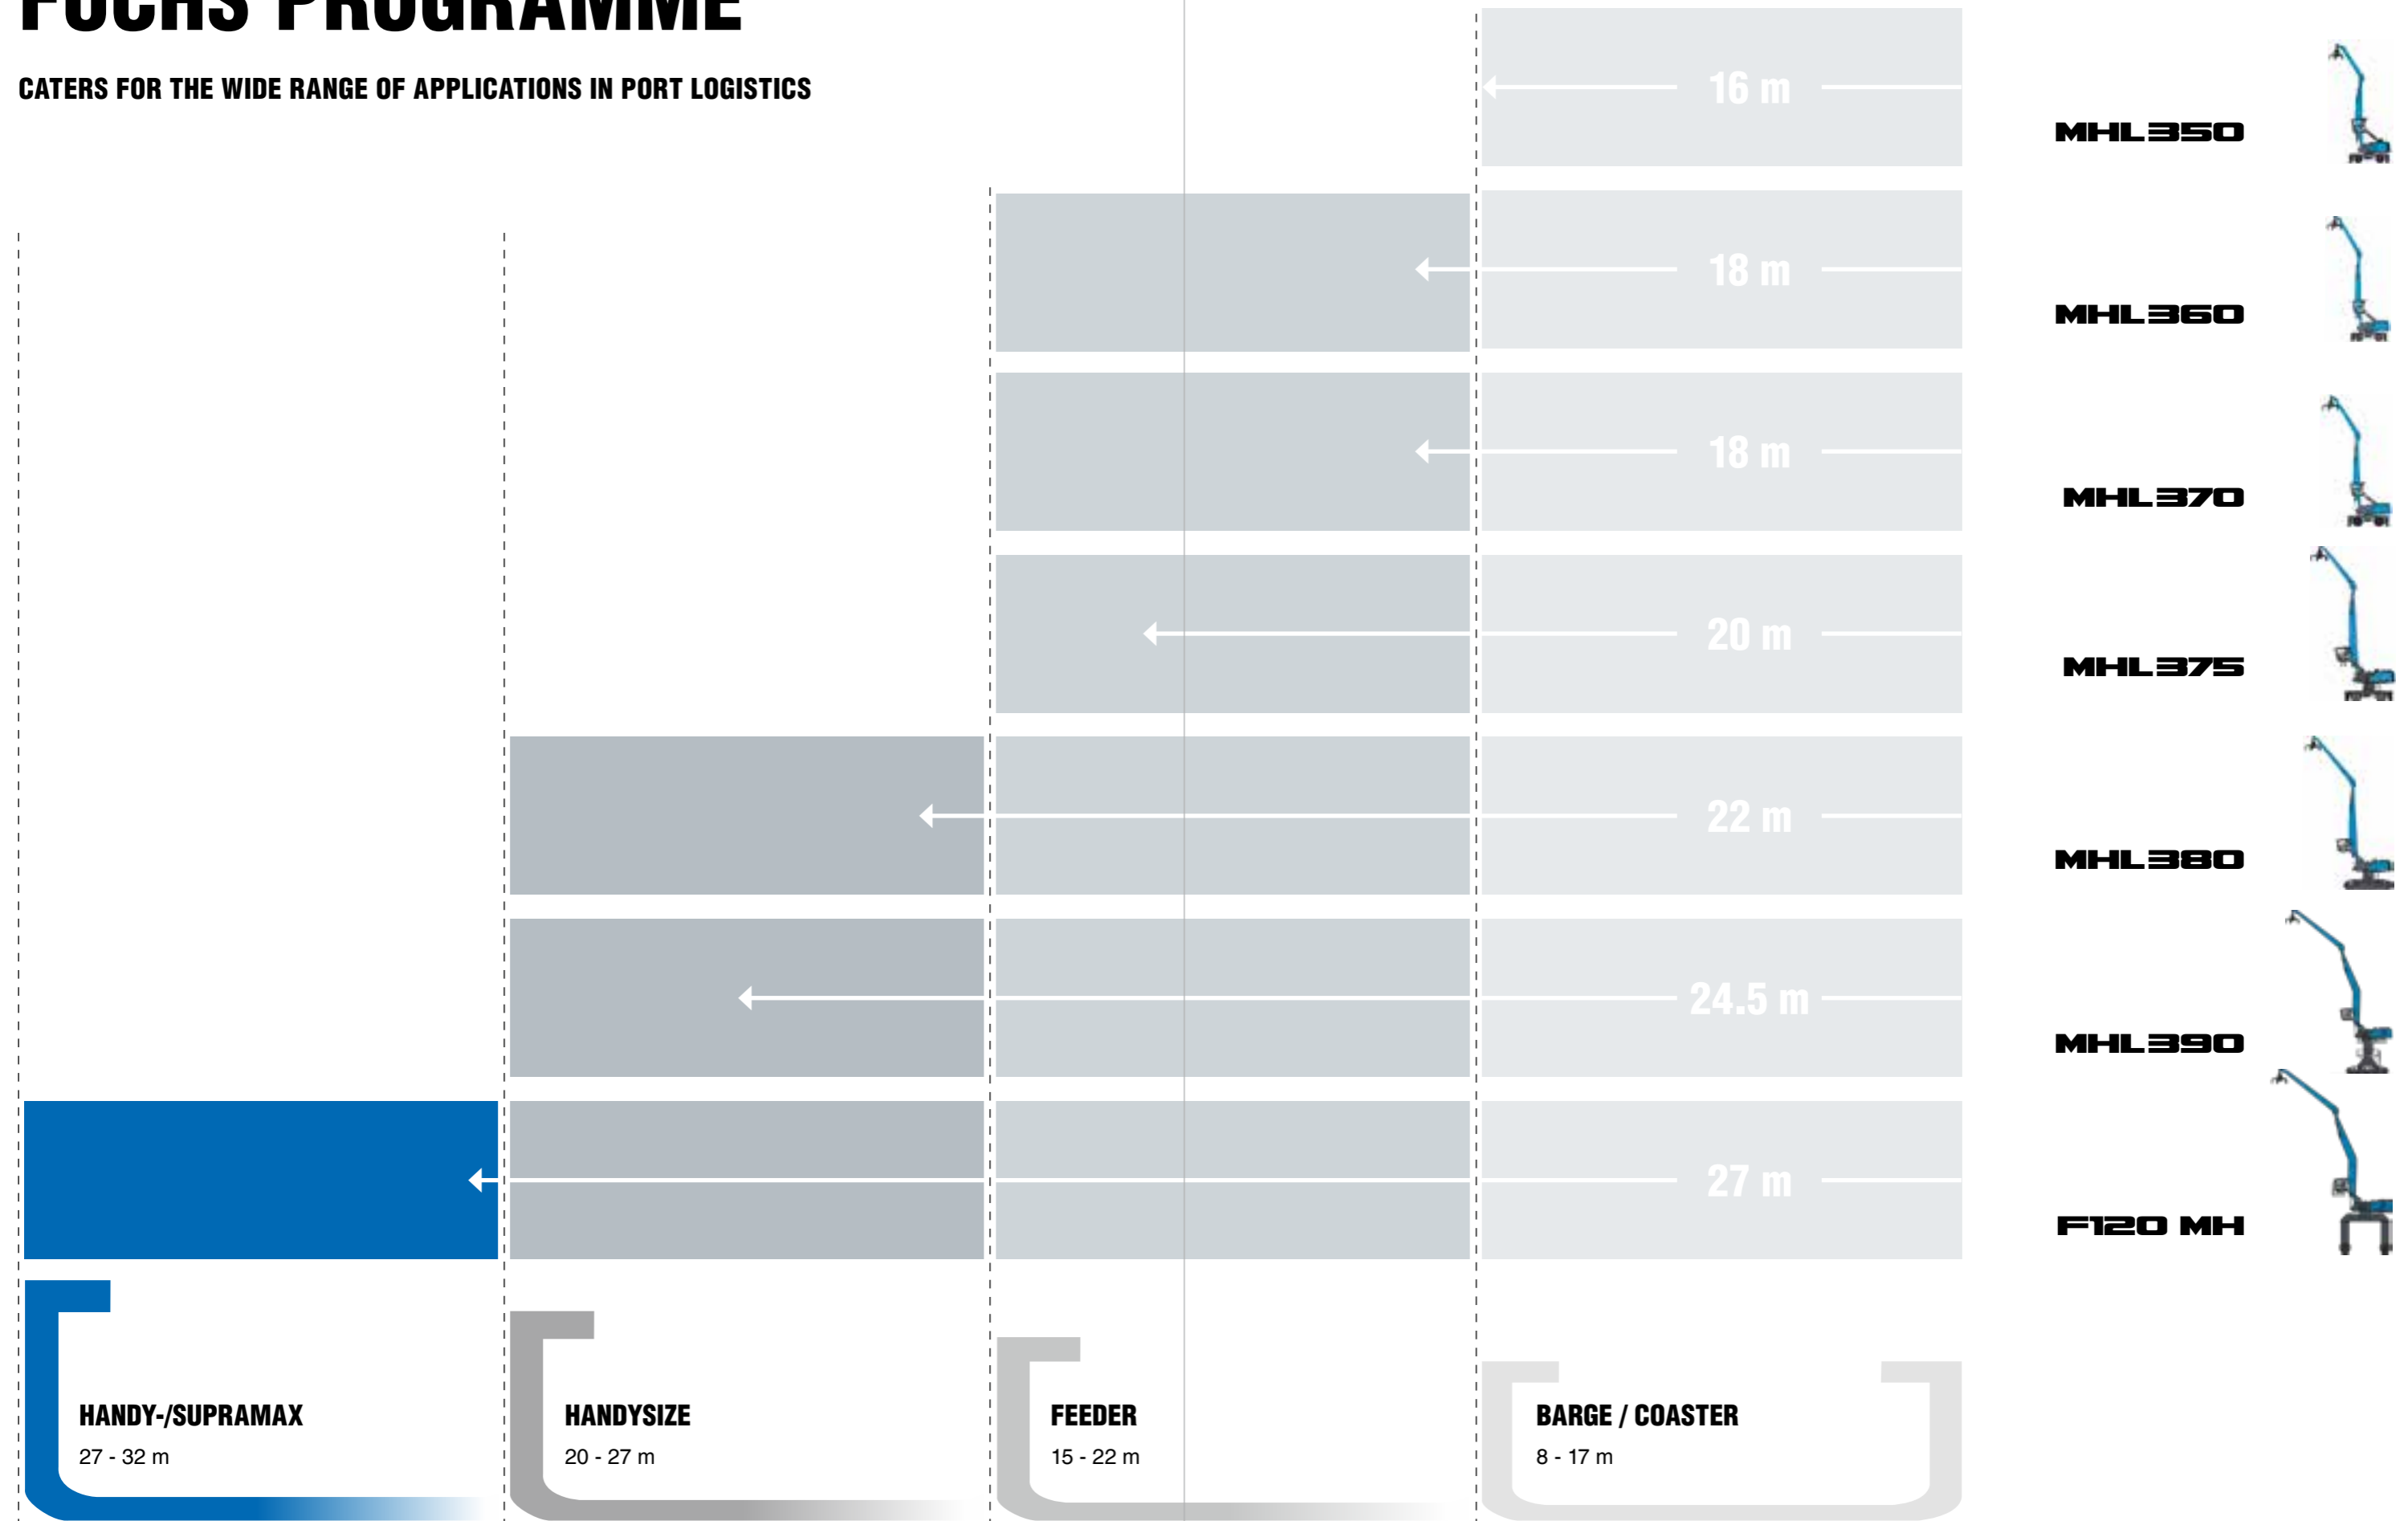 FUCHS PROGRAMME
CATERS FOR THE WIDE RANGE OF APPLICATIONS IN PORT LOGISTICS
16 m
MHL350
18 m
MHL360
18 m
MHL370
20 m
MHL375
22 m
MHL380
24.5 m
MHL390
27 m
F120 MH
HANDY-/SUPRAMAX
27 - 32 m
HANDYSIZE
20 - 27 m
FEEDER
15 - 22 m
BARGE / COASTER
8 - 17 m